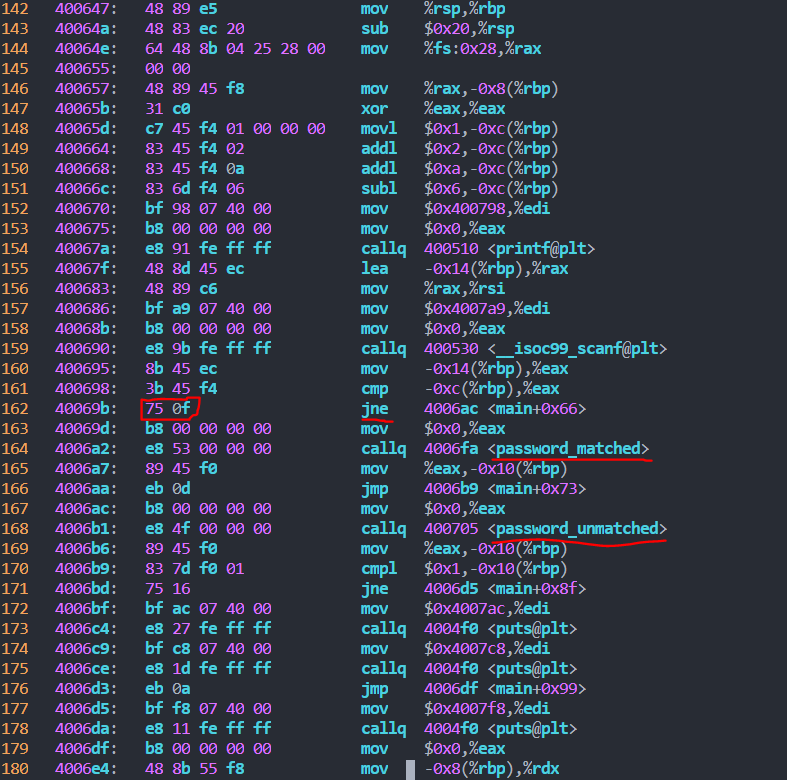 142 400647: 48 89 e5 mov %rsp,%rbp
143 40064a: 48 83 ec 20 sub $0x20,%rsp
144 40064e: 64 48 8b 04 25 28 00 mov %fs:0x28,%rax
145 400655: 00 00
146 400657: 48 89 45 f8 mov %rax,-0x8(%rbp)
147 40065b: 31 c0 xor %eax,%eax
148 40065d: c7 45 f4 01 00 00 00 movl $0x1,-0xc(%rbp)
149 400664: 83 45 f4 02 addl $0x2,-0xc(%rbp)
150 400668: 83 45 f4 0a addl $0xa,-0xc(%rbp)
151 40066c: 83 6d f4 06 subl $0x6,-0xc(%rbp)
152 400670: bf 98 07 40 00 mov $0x400798,%edi
153 400675: b8 00 00 00 00 mov $0x0,%eax
154 40067a: e8 91 fe ff ff callq 400510 <printf@plt>
155 40067f: 48 8d 45 ec lea -0x14(%rbp),%rax
156 400683: 48 89 c6 mov %rax,%rsi
157 400686: bf a9 07 40 00 mov $0x4007a9,%edi
158 40068b: b8 00 00 00 00 mov $0x0,%eax
159 400690: e8 9b fe ff ff callq 400530 <__isoc99_scanf@plt>
160 400695: 8b 45 ec mov -0x14(%rbp),%eax
161 400698: 3b 45 f4 cmp -0xc(%rbp),%eax
162 40069b: 75 0f jne 4006ac <main+0x66>
163 40069d: b8 00 00 00 00 mov $0x0,%eax
164 4006a2: e8 53 00 00 00 callq 4006fa <password_matched>
165 4006a7: 89 45 f0 mov %eax,-0x10(%rbp)
166 4006aa: eb 0d jmp 4006b9 <main+0x73>
167 4006ac: b8 00 00 00 00 mov $0x0,%eax
168 4006b1: e8 4f 00 00 00 callq 400705 <password_unmatched>
169 4006b6: 89 45 f0 mov %eax,-0x10(%rbp)
170 4006b9: 83 7d f0 01 cmpl $0x1,-0x10(%rbp)
171 4006bd: 75 16 jne 4006d5 <main+0x8f>
172 4006bf: bf ac 07 40 00 mov $0x4007ac,%edi
173 4006c4: e8 27 fe ff ff callq 4004f0 <puts@plt>
174 4006c9: bf c8 07 40 00 mov $0x4007c8,%edi
175 4006ce: e8 1d fe ff ff callq 4004f0 <puts@plt>
176 4006d3: eb 0a jmp 4006df <main+0x99>
177 4006d5: bf f8 07 40 00 mov $0x4007f8,%edi
178 4006da: e8 11 fe ff ff callq 4004f0 <puts@plt>
179 4006df: b8 00 00 00 00 mov $0x0,%eax
180 4006e4: 48 8b 55 f8 mov -0x8(%rbp),%rdx